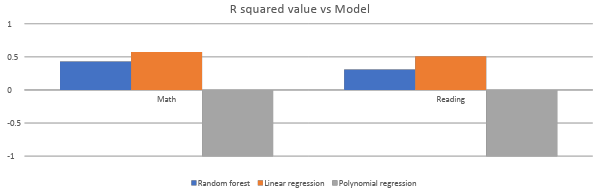 R squared value vs Model
1
0.5
0
-0.5
-1
Math
Reading
Random forest Linear regression Polynomial regression